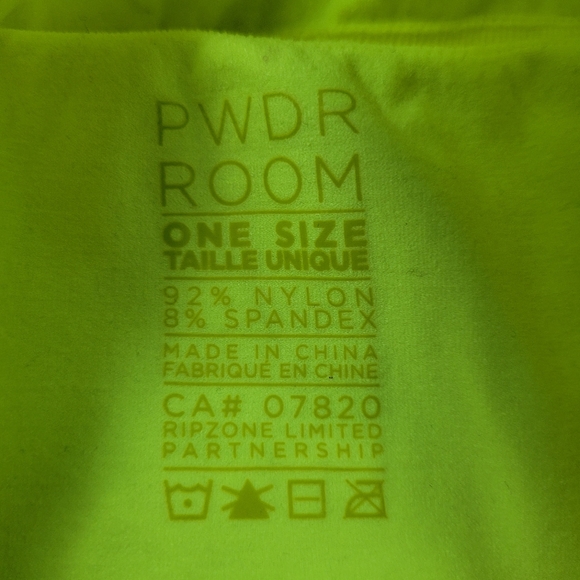 PWDR
ROOM
ONE SIZE
TAILLE UNIQUE
92% NYLON
8% SPANDEX
MADE IN CHINA
FABRIQUÉ EN CHINE
CA# 07820
RIPZONE LIMITED
PARTNERSHIP